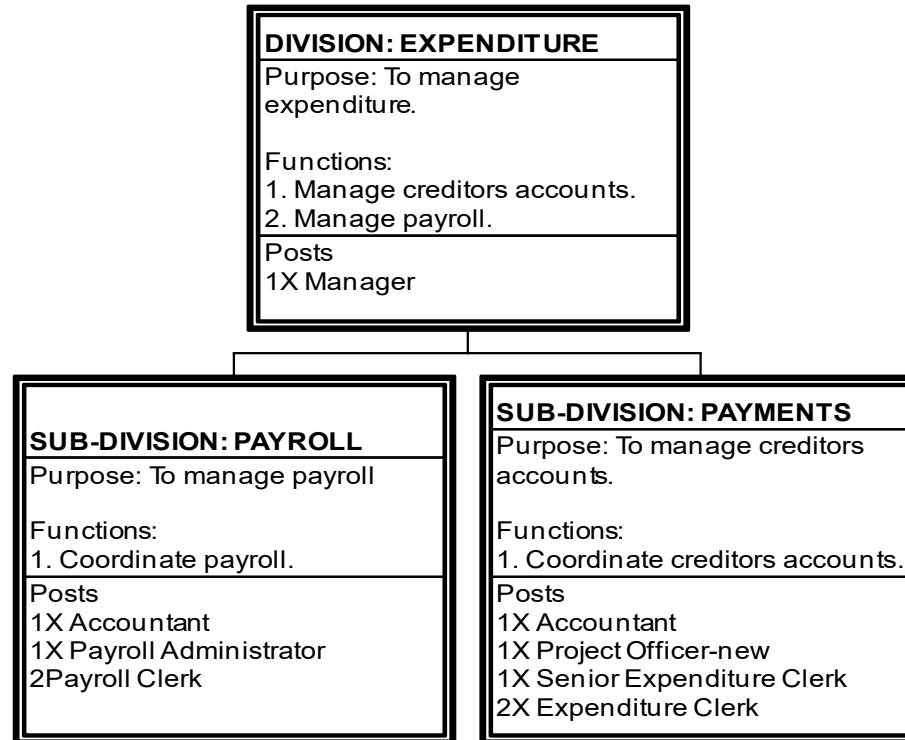 DIVISION: EXPENDITURE
Purpose: To manage
expenditure.
Functions:
1. Manage creditors accounts.
2. Manage payroll.
Posts
1X Manager
SUB-DIVISION: PAYROLL
Purpose: To manage payroll
Functions:
1. Coordinate payroll.
Posts
1X Accountant
1X Payroll Administrator
2Payroll Clerk
SUB-DIVISION: PAYMENTS
Purpose: To manage creditors
accounts.
Functions:
1. Coordinate creditors accounts.
Posts
1X Accountant
1X Project Officer-new
1X Senior Expenditure Clerk
2X Expenditure Clerk